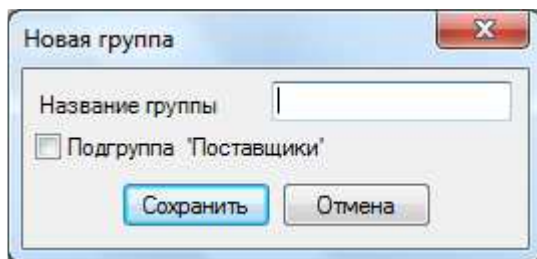 Новая группа
Название группы
Подгруппа "Поставщики"
Сохранить Отмена